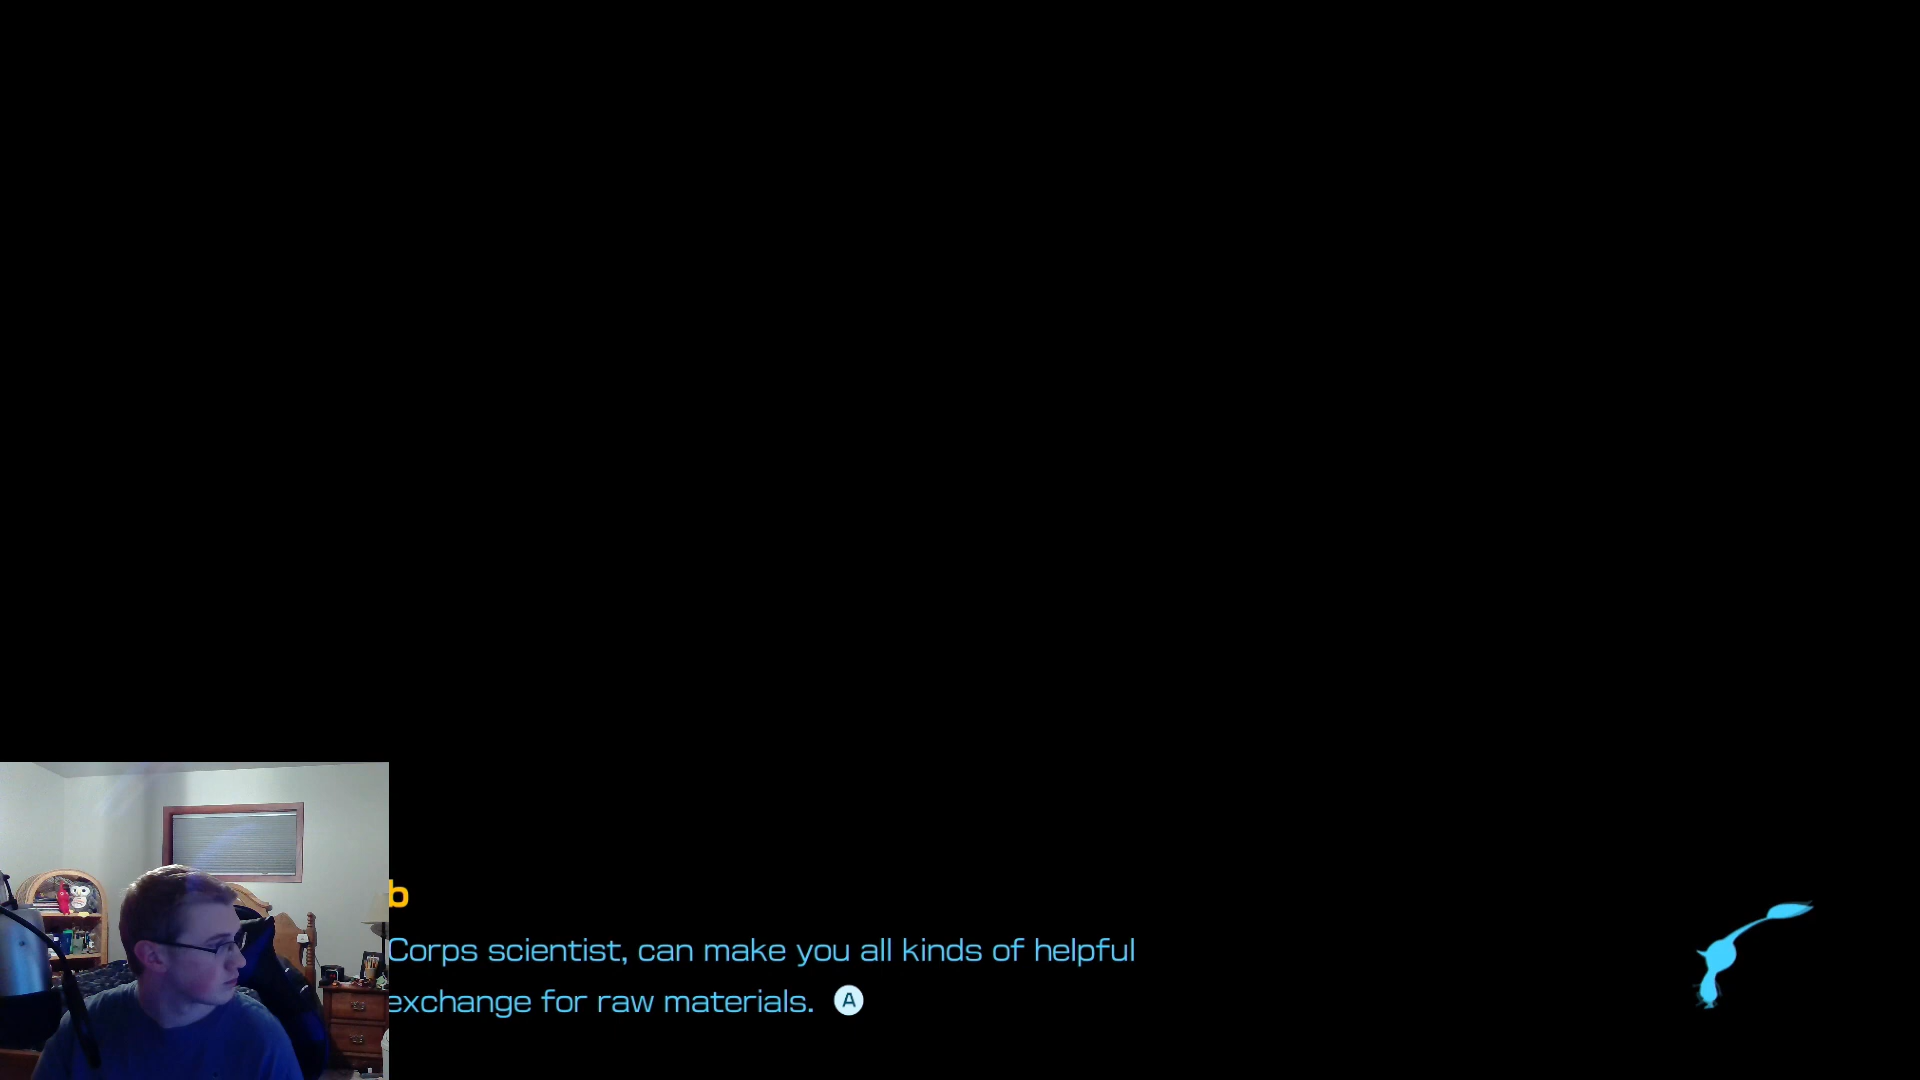 b
Corps scientist, can make you all kinds of helpful
exchange for raw materials. A